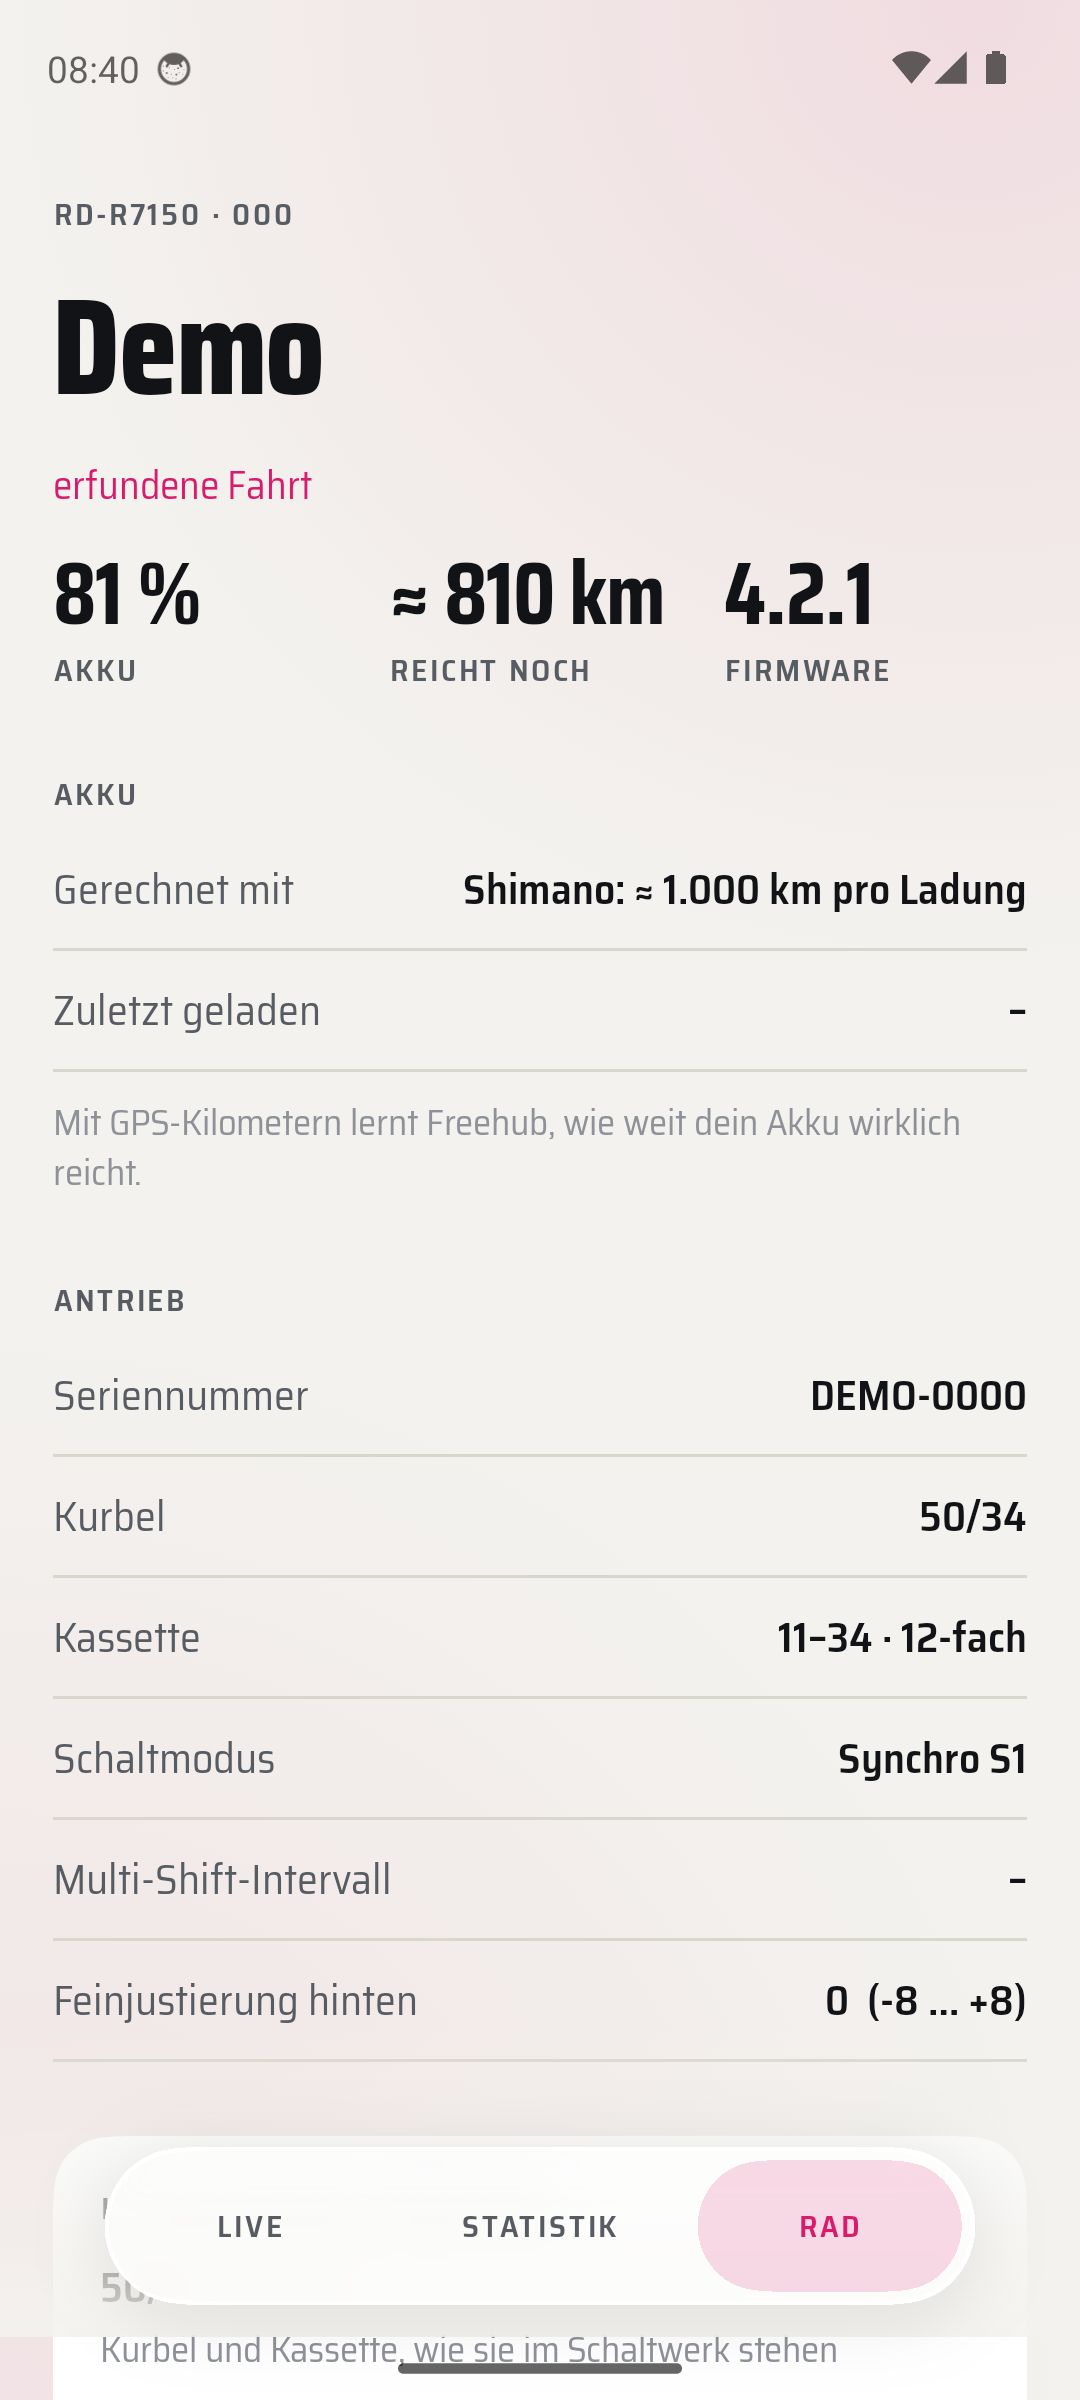 08:40
RD-R7150 · 000
Demo
erfundene Fahrt
81 % ≈ 810 km 4.2.1
AKKU REICHT NOCH FIRMWARE
AKKU
Gerechnet mit Shimano: ≈ 1.000 km pro Ladung
Zuletzt geladen –
Mit GPS-Kilometern lernt Freehub, wie weit dein Akku wirklich
reicht.
ANTRIEB
Seriennummer DEMO-0000
Kurbel 50/34
Kassette 11–34 · 12-fach
Schaltmodus Synchro S1
Multi-Shift-Intervall –
Feinjustierung hinten 0 (-8 … +8)
LIVE STATISTIK RAD
Kurbel und Kassette, wie sie im Schaltwerk stehen